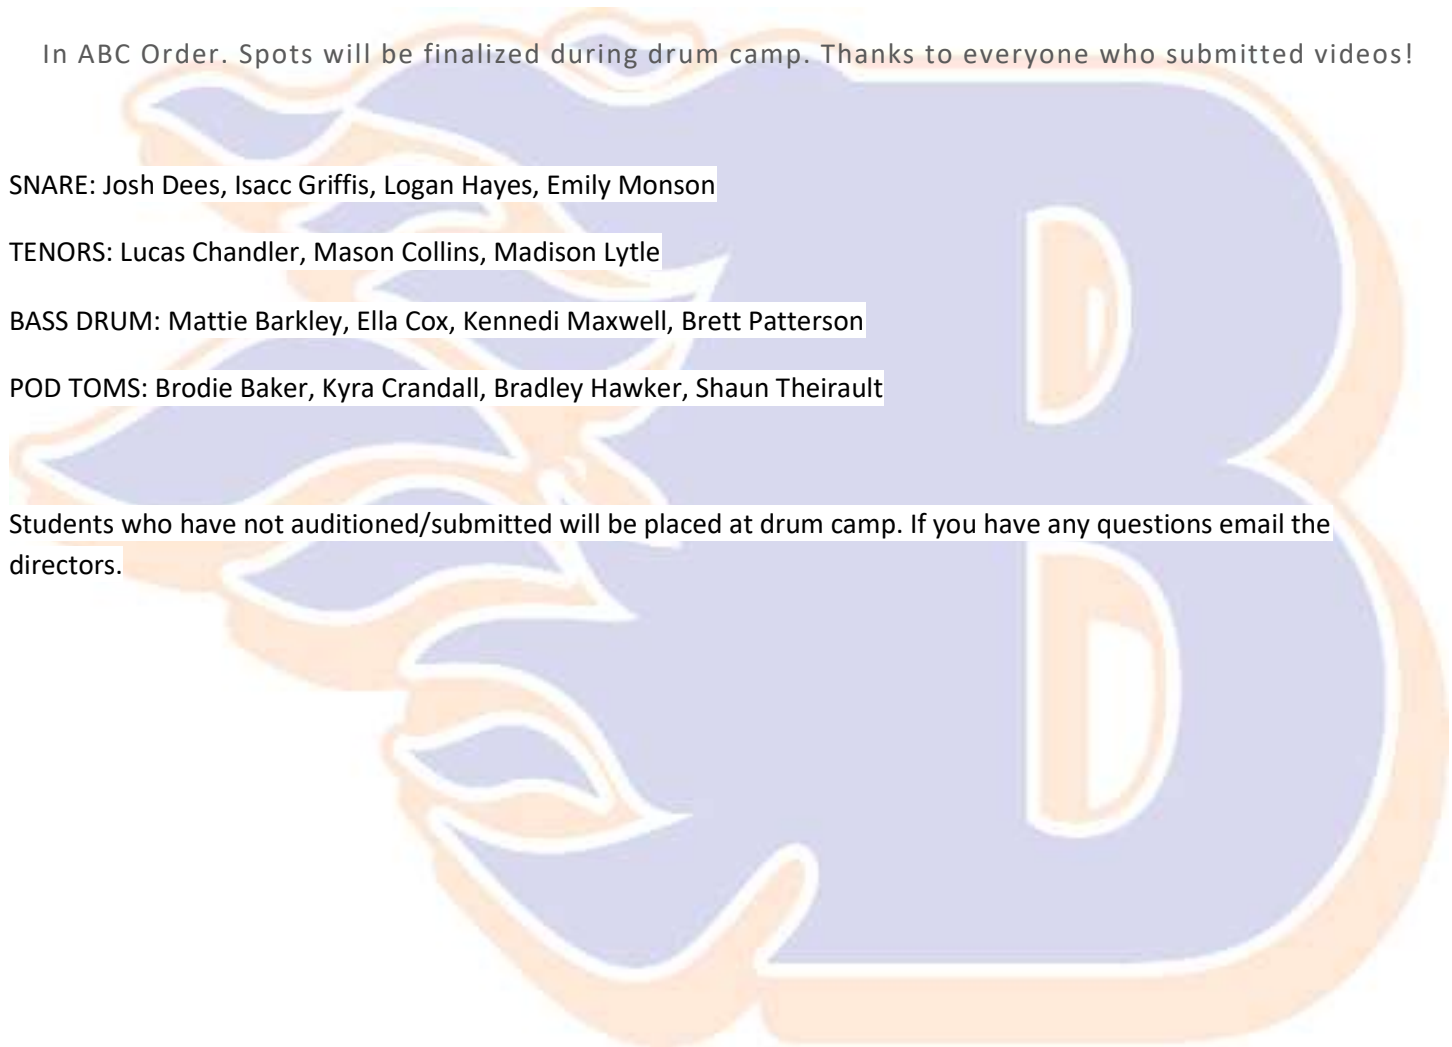 In ABC Order. Spots will be finalized during drum camp. Thanks to everyone who submitted videos!
SNARE: Josh Dees, Isacc Griffis, Logan Hayes, Emily Monson
TENORS: Lucas Chandler, Mason Collins, Madison Lytle
BASS DRUM: Mattie Barkley, Ella Cox, Kennedi Maxwell, Brett Patterson
POD TOMS: Brodie Baker, Kyra Crandall, Bradley Hawker, Shaun Theirault
Students who have not auditioned/submitted will be placed at drum camp. If you have any questions email the
directors.
B